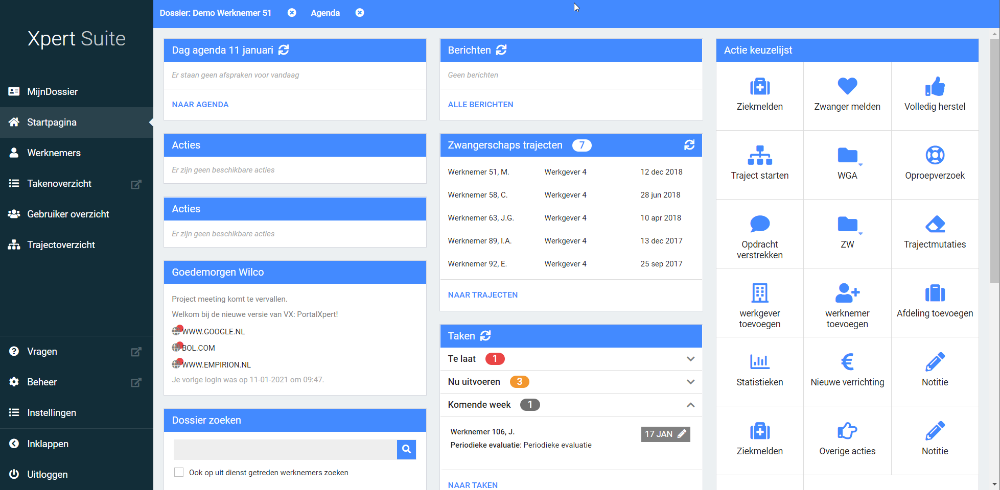 Dossier: Demo Werknemer 51
Agenda
Xpert Suite
MijnDossier
Startpagina
Werknemers
Takenoverzicht
Gebruiker overzicht
Trajectoverzicht
Vragen
Beheer
Instellingen
Inklappen
Uitloggen
Dag agenda 11 januari
Er staan geen afspraken voor vandaag
NAAR AGENDA
Acties
Er zijn geen beschikbare acties
Acties
Er zijn geen beschikbare acties
Goedemorgen Wilco
Project meeting komt te vervallen.
Welkom bij de nieuwe versie van VX: PortalXpert!
WWW.GOOGLE.NL
BOL.COM
WWW.EMPIRION.NL
Je vorige login was op 11-01-2021 om 09:47.
Dossier zoeken
Ook op uit dienst getreden werknemers zoeken
Berichten
Geen berichten
ALLE BERICHTEN
Zwangerschaps trajecten 7
Werknemer 51, M. Werkgever 4 12 dec 2018
Werknemer 58, C. Werkgever 4 28 jun 2018
Werknemer 63, J.G. Werkgever 4 10 apr 2018
Werknemer 89, I.A. Werkgever 4 13 dec 2017
Werknemer 92, E. Werkgever 4 25 sep 2017
NAAR TRAJECTEN
Taken
Te laat 1
Nu uitvoeren 3
Komende week 1
Werknemer 106, J.
17 JAN
Periodieke evaluatie: Periodieke evaluatie
NAAR TAKEN
Actie keuzelijst
Ziekmelden
Zwanger melden
Volledig herstel
Traject starten
WGA
Oproepverzoek
Opdracht
verstrekken
ZW
Trajectmutaties
werkgever
toevoegen
werknemer
toevoegen
Afdeling toevoegen
Statistieken
Nieuwe verrichting
Notitie
Ziekmelden
Overige acties
Notitie